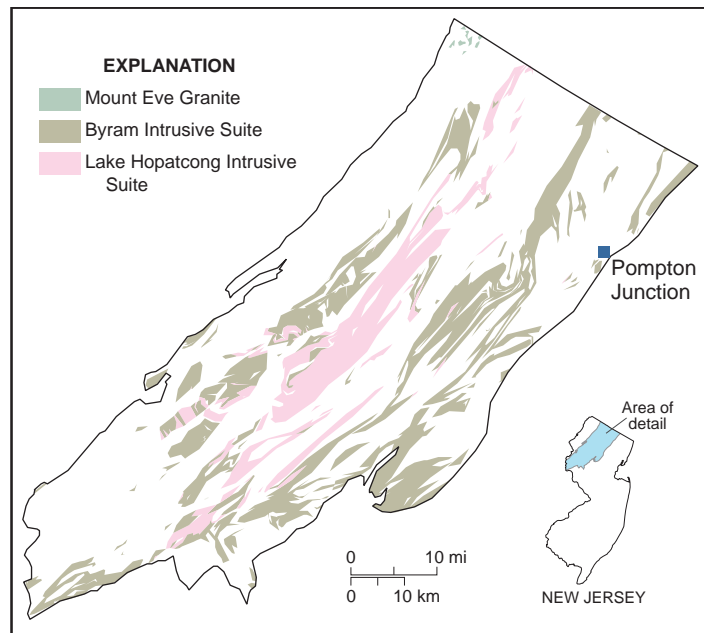 EXPLANATION
Mount Eve Granite
Byram Intrusive Suite
Lake Hopatcong Intrusive
Suite
Pompton
Junction
Area of
detail
0 10 mi
0 10 km
NEW JERSEY